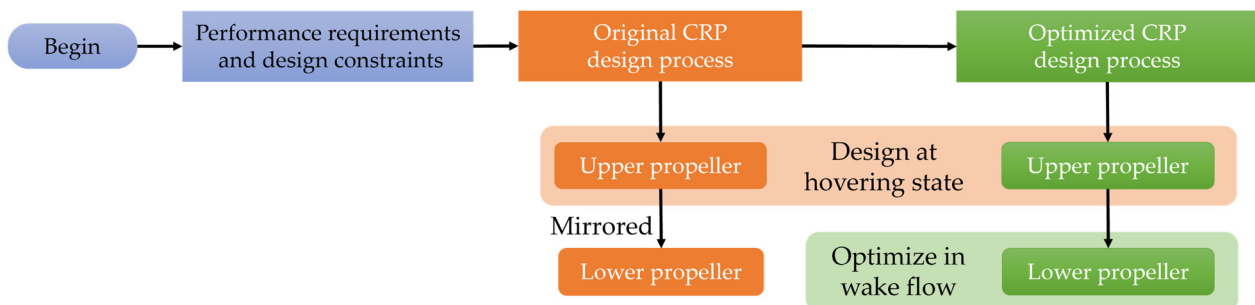 Begin
Performance requirements
and design constraints
Original CRP
design process
Optimized CRP
design process
Upper propeller
Design at
hovering state
Upper propeller
Mirrored
Lower propeller
Optimize in
wake flow
Lower propeller